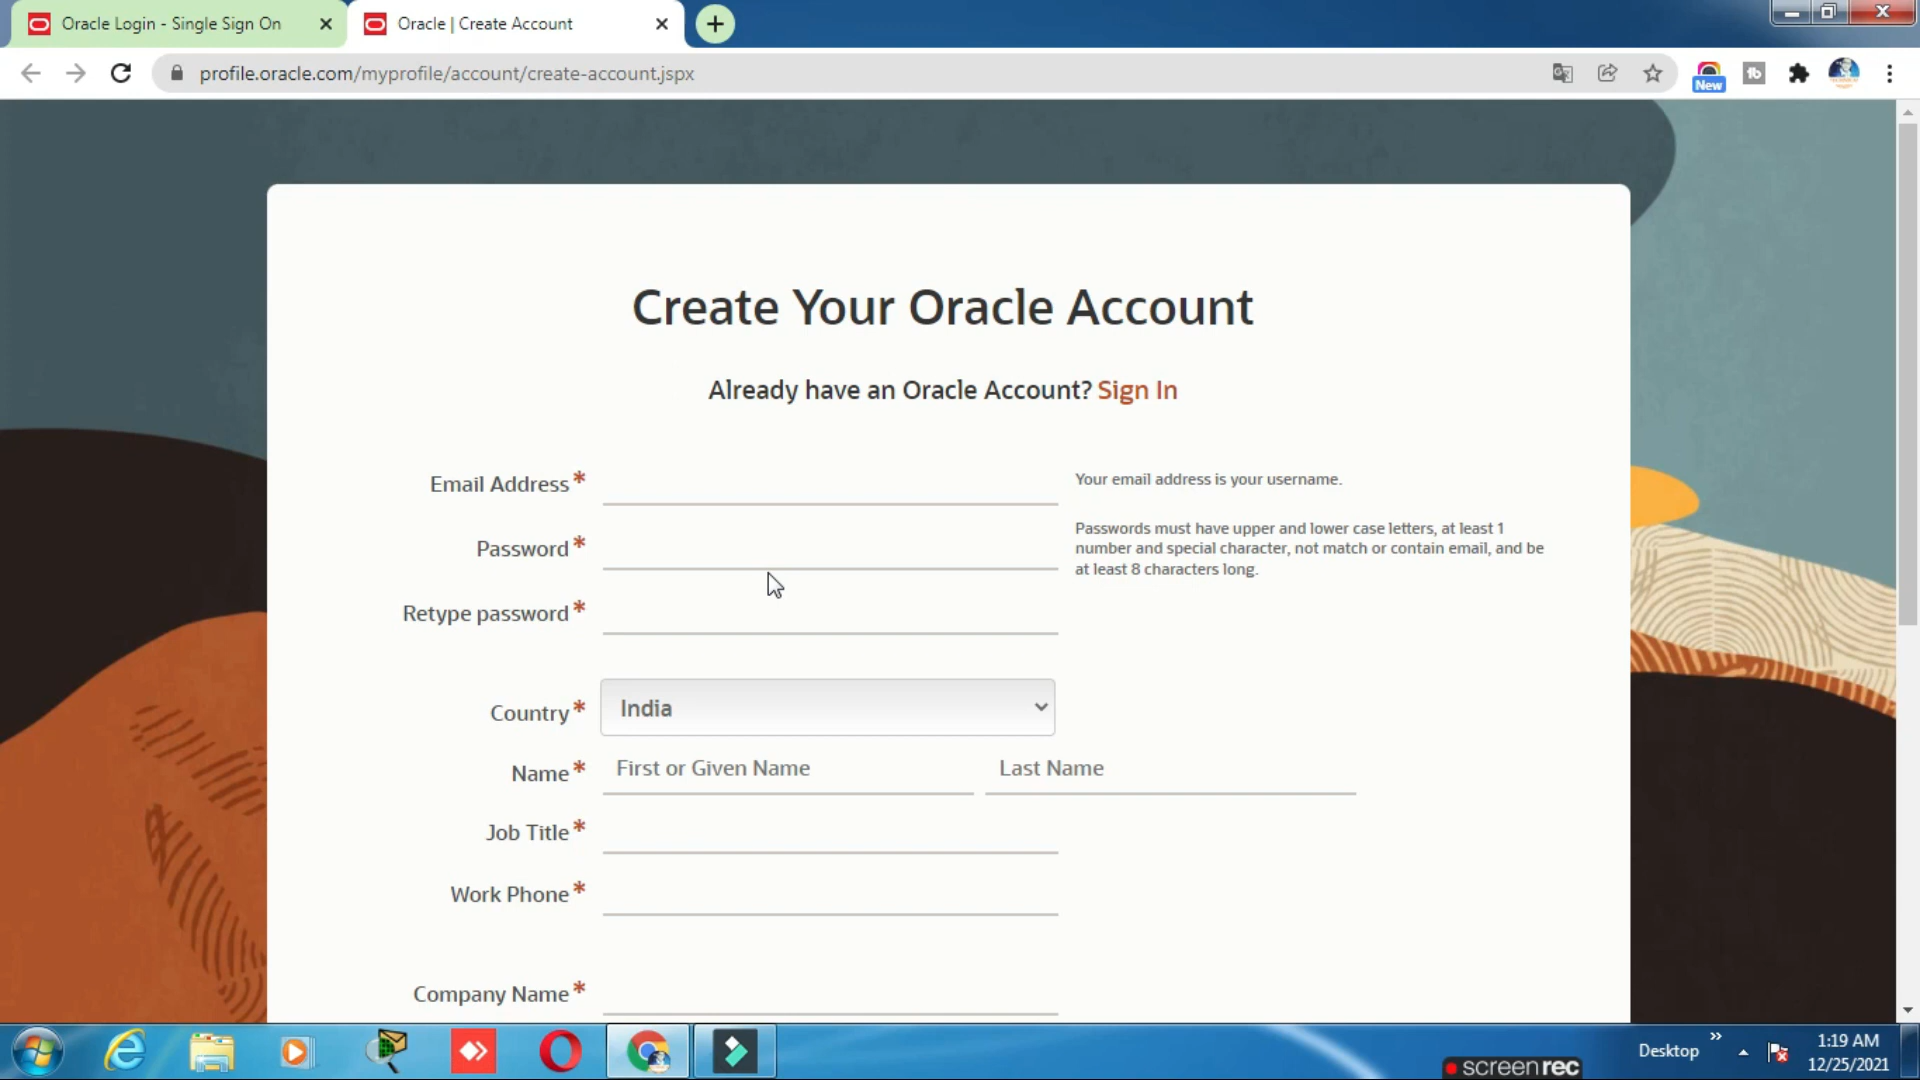 Oracle Login - Single Sign On
Oracle | Create Account
profile.oracle.com/myprofile/account/create-account.jspx
New
Create Your Oracle Account
Already have an Oracle Account? Sign In
Email Address*
Your email address is your username.
Password*
Passwords must have upper and lower case letters, at least 1
number and special character, not match or contain email, and be
at least 8 characters long.
Retype password*
Country*
India
Name*
First or Given Name
Last Name
Job Title*
Work Phone*
Company Name*
Desktop
1:19 AM
12/25/2021
screenrec